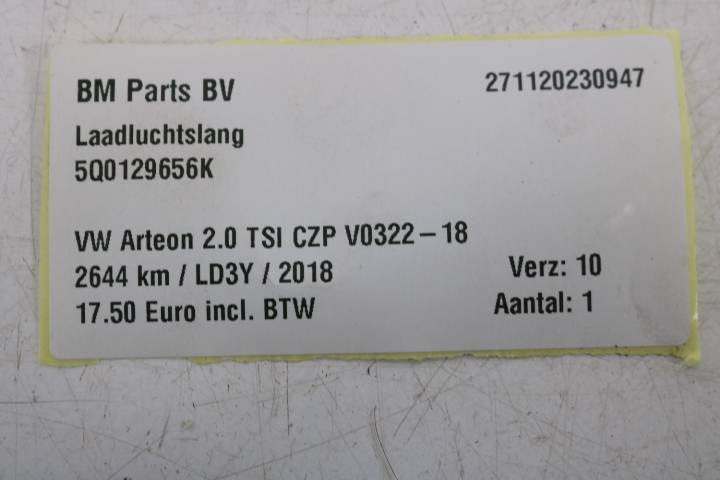 BM Parts BV 271120230947
Laadluchtslang
5Q0129656K
VW Arteon 2.0 TSI CZP V0322-18
2644 km / LD3Y / 2018 Verz: 10
17.50 Euro incl. BTW Aantal: 1